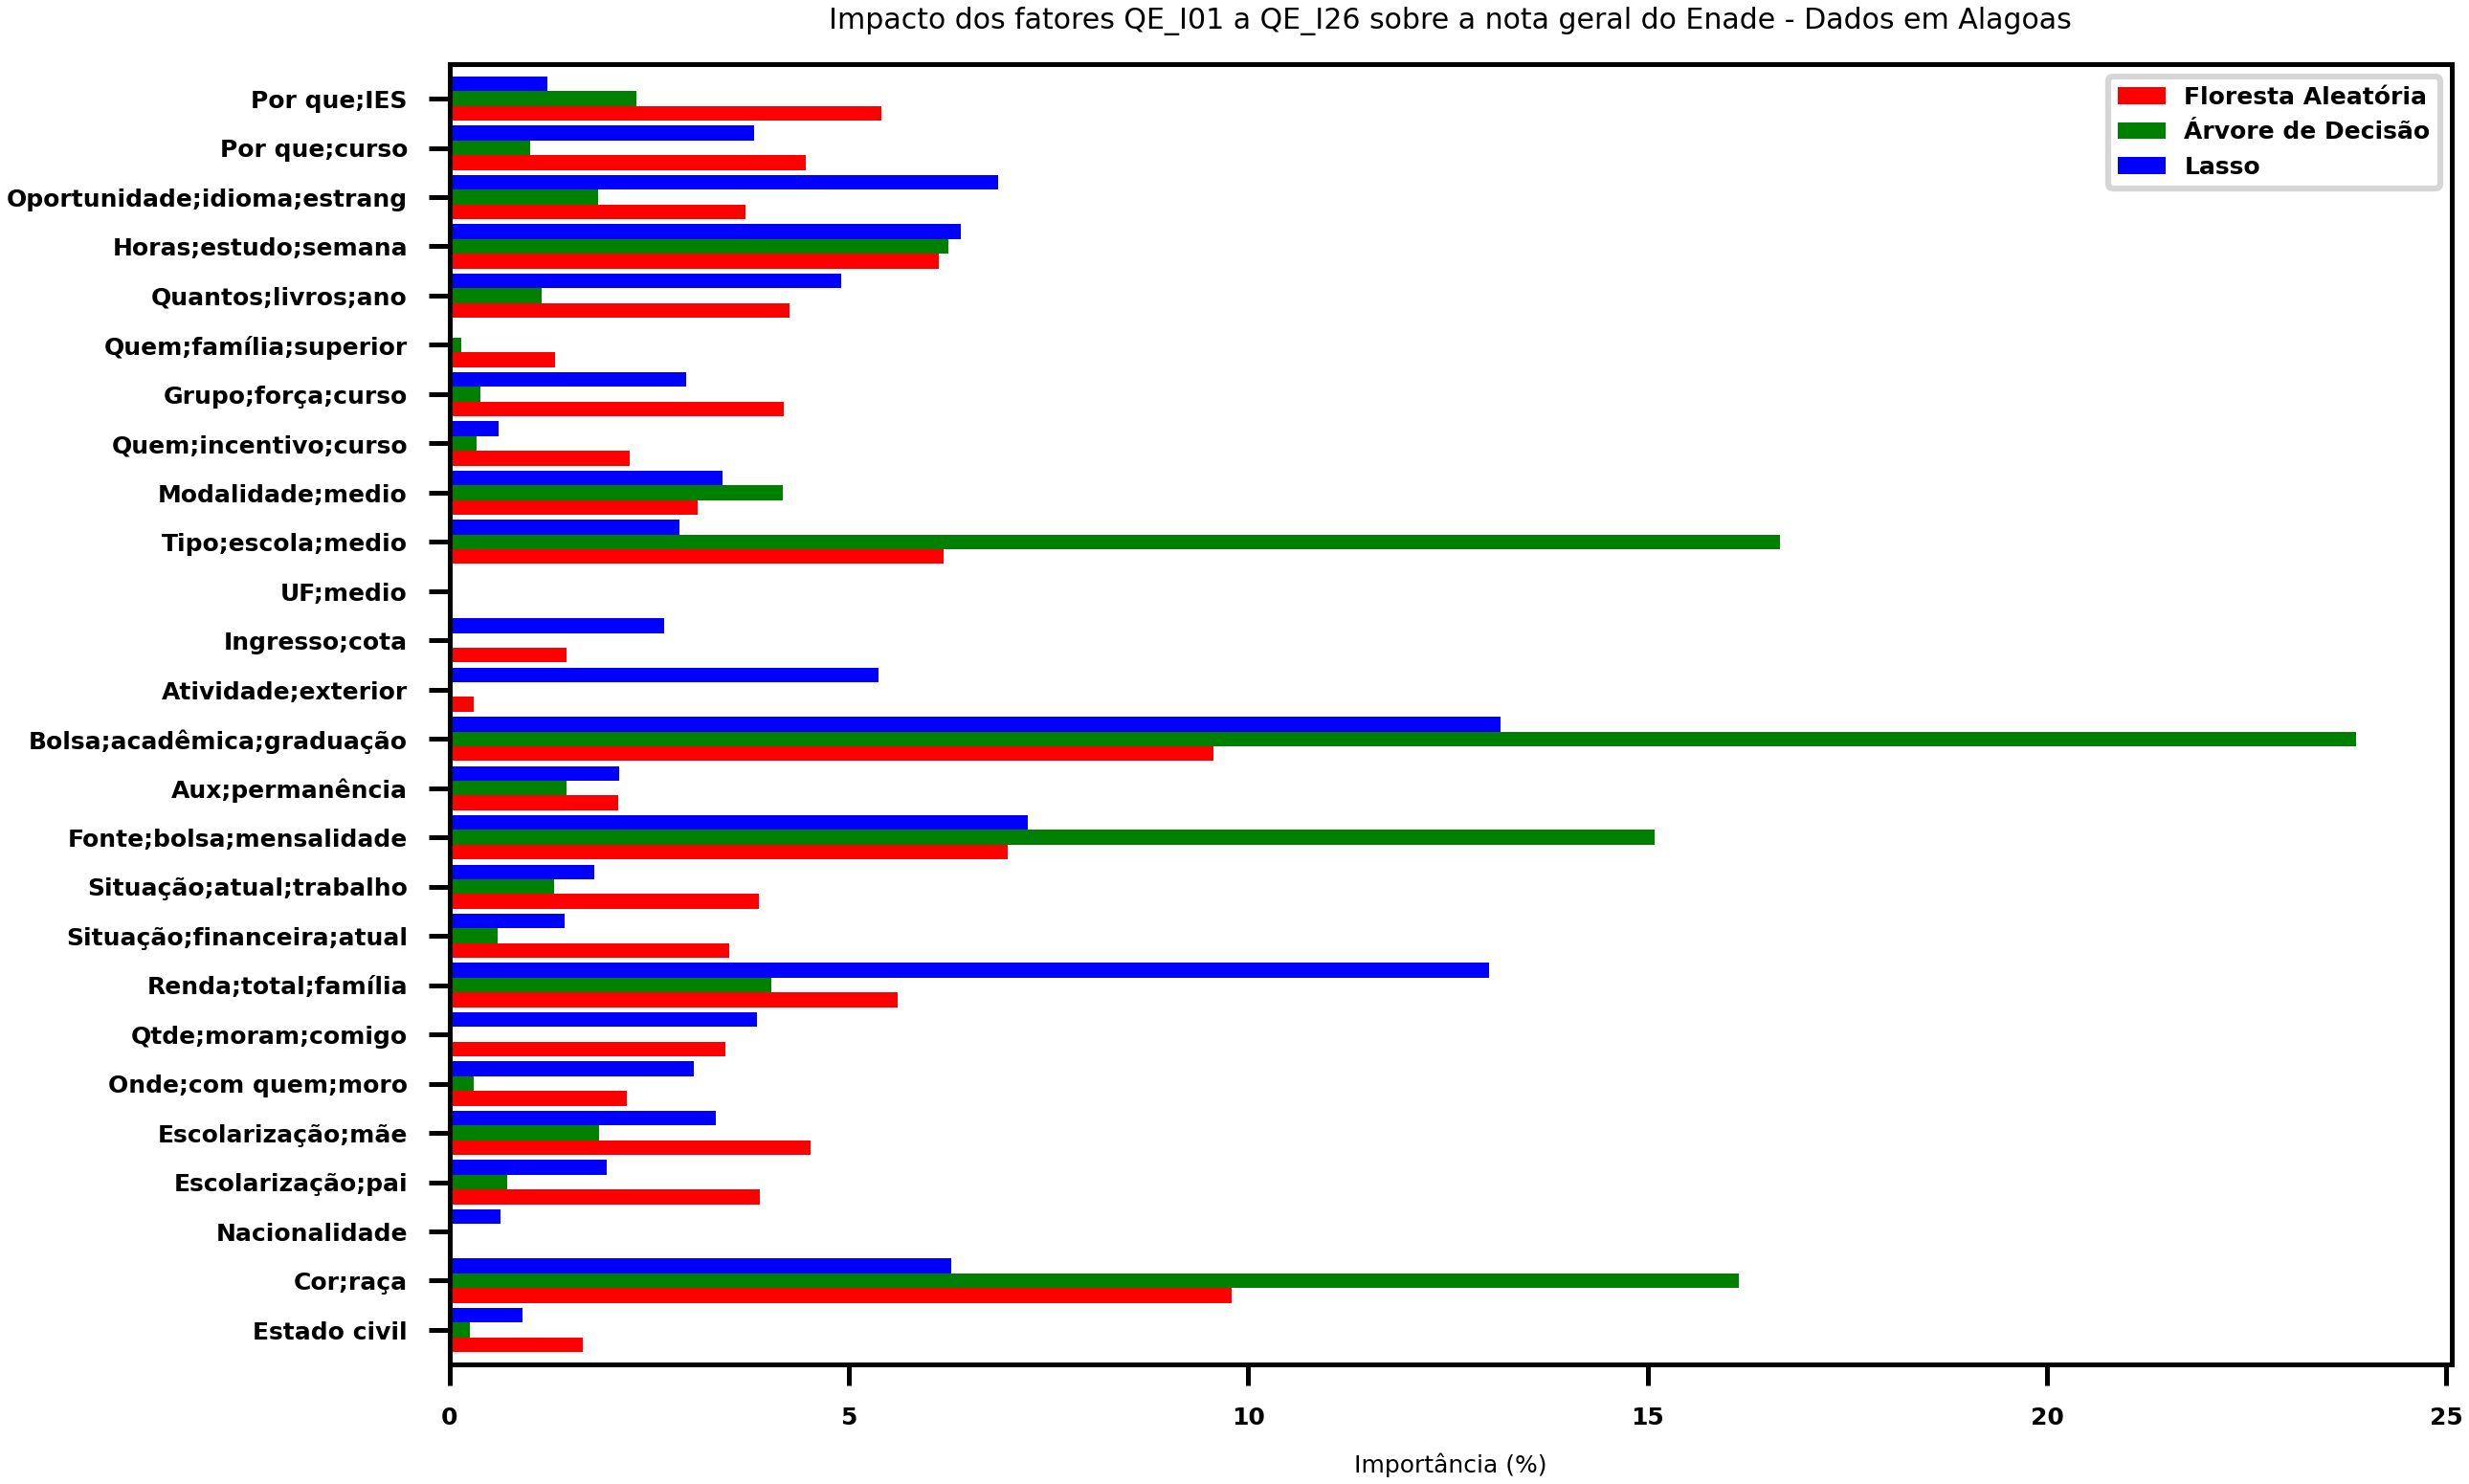 Impacto dos fatores QE_I01 a QE_I26 sobre a nota geral do Enade - Dados em Alagoas
Floresta Aleatória
Árvore de Decisão
Lasso
Por que;IES
Por que;curso
Oportunidade;idioma;estrang
Horas;estudo;semana
Quantos;livros;ano
Quem;família;superior
Grupo;força;curso
Quem;incentivo;curso
Modalidade;medio
Tipo;escola;medio
UF;medio
Ingresso;cota
Atividade;exterior
Bolsa;acadêmica;graduação
Aux;permanência
Fonte;bolsa;mensalidade
Situação;atual;trabalho
Situação;financeira;atual
Renda;total;família
Qtde;moram;comigo
Onde;com quem;moro
Escolarização;mãe
Escolarização;pai
Nacionalidade
Cor;raça
Estado civil
0 5 10 15 20 25
Importância (%)